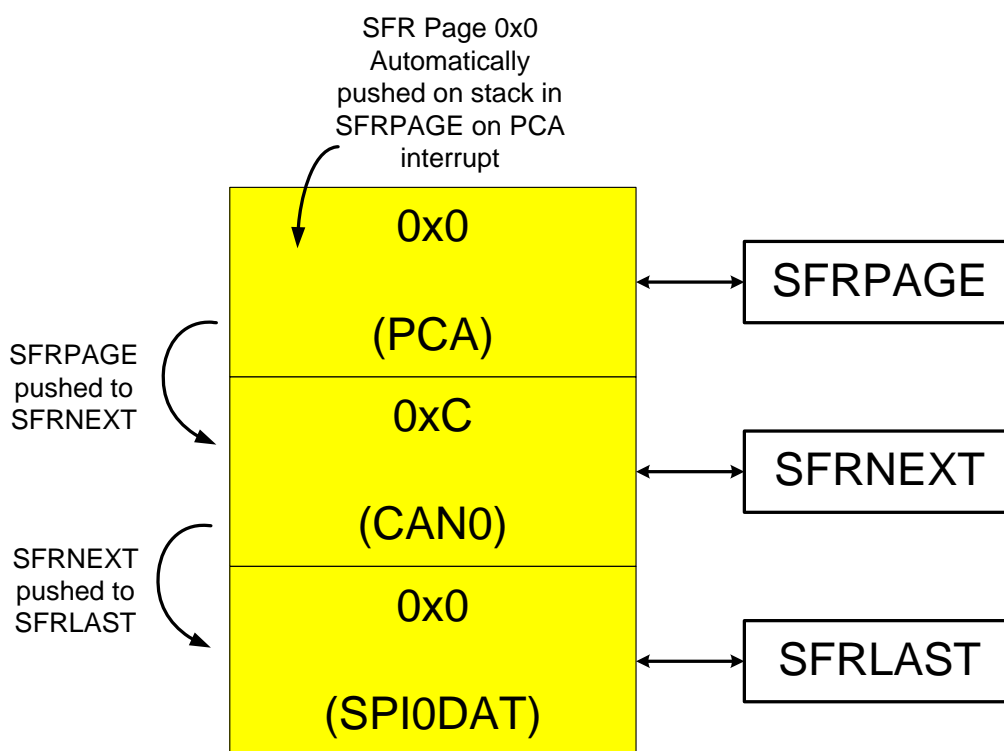 SFR Page 0x0
Automatically
pushed on stack in
SFRPAGE on PCA
interrupt
0x0
(PCA)
SFRPAGE
SFRPAGE
pushed to
SFRNEXT
0xC
(CAN0)
SFRNEXT
SFRNEXT
pushed to
SFRLAST
0x0
(SPI0DAT)
SFRLAST